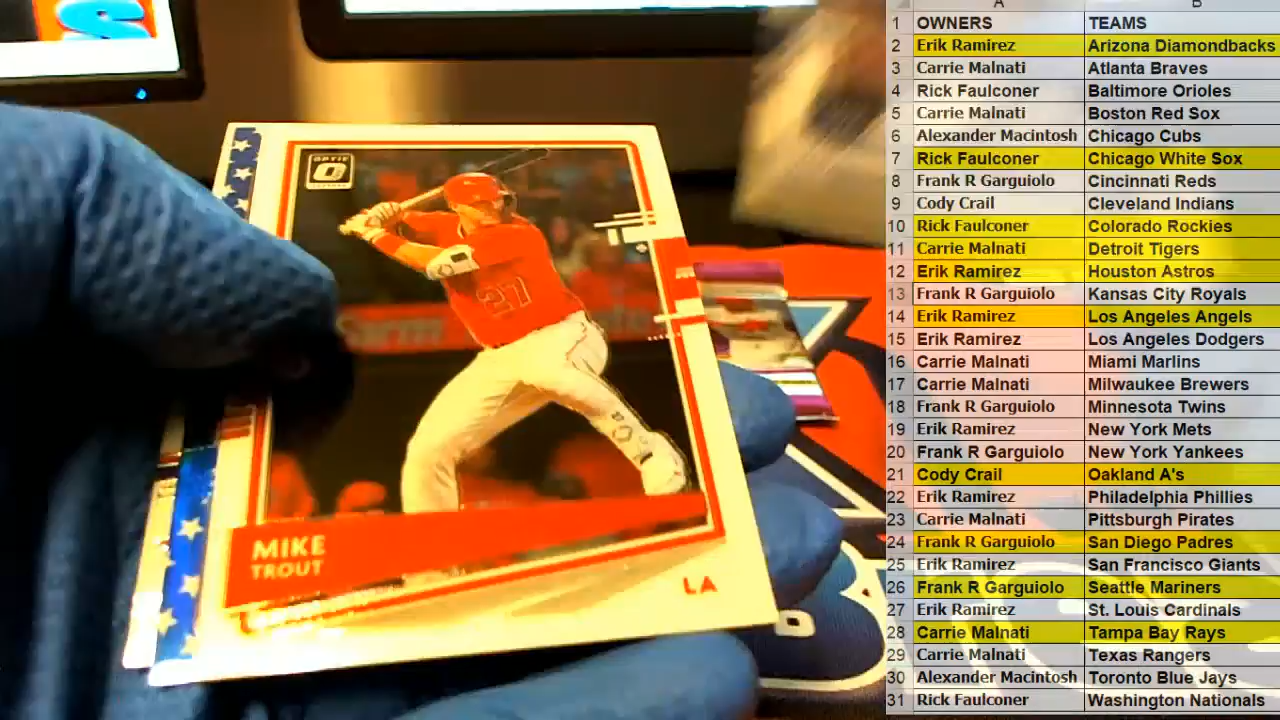 S
OPTIC
27
MIKE
TROUT
LA
A B
1 OWNERS TEAMS
2 Erik Ramirez Arizona Diamondbacks
3 Carrie Malnati Atlanta Braves
4 Rick Faulconer Baltimore Orioles
5 Carrie Malnati Boston Red Sox
6 Alexander Macintosh Chicago Cubs
7 Rick Faulconer Chicago White Sox
8 Frank R Garguiolo Cincinnati Reds
9 Cody Crail Cleveland Indians
10 Rick Faulconer Colorado Rockies
11 Carrie Malnati Detroit Tigers
12 Erik Ramirez Houston Astros
13 Frank R Garguiolo Kansas City Royals
14 Erik Ramirez Los Angeles Angels
15 Erik Ramirez Los Angeles Dodgers
16 Carrie Malnati Miami Marlins
17 Carrie Malnati Milwaukee Brewers
18 Frank R Garguiolo Minnesota Twins
19 Erik Ramirez New York Mets
20 Frank R Garguiolo New York Yankees
21 Cody Crail Oakland A's
22 Erik Ramirez Philadelphia Phillies
23 Carrie Malnati Pittsburgh Pirates
24 Frank R Garguiolo San Diego Padres
25 Erik Ramirez San Francisco Giants
26 Frank R Garguiolo Seattle Mariners
27 Erik Ramirez St. Louis Cardinals
28 Carrie Malnati Tampa Bay Rays
29 Carrie Malnati Texas Rangers
30 Alexander Macintosh Toronto Blue Jays
31 Rick Faulconer Washington Nationals